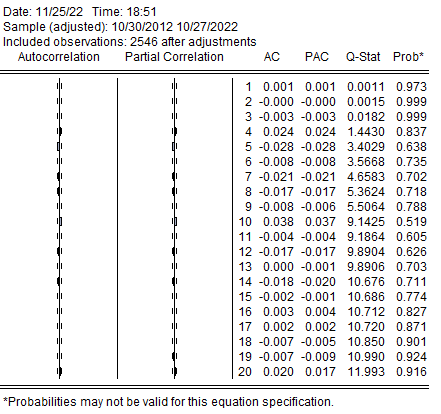 Date: 11/25/22 Time: 18:51
Sample (adjusted): 10/30/2012 10/27/2022
Included observations: 2546 after adjustments
Autocorrelation Partial Correlation AC PAC Q-Stat Prob*
1 0.001 0.001 0.0011 0.973
2 -0.000 -0.000 0.0015 0.999
3 -0.003 -0.003 0.0182 0.999
4 0.024 0.024 1.4430 0.837
5 -0.028 -0.028 3.4029 0.638
6 -0.008 -0.008 3.5668 0.735
7 -0.021 -0.021 4.6583 0.702
8 -0.017 -0.017 5.3624 0.718
9 -0.008 -0.006 5.5064 0.788
10 0.038 0.037 9.1425 0.519
11 -0.004 -0.004 9.1864 0.605
12 -0.017 -0.017 9.8904 0.626
13 0.000 -0.001 9.8906 0.703
14 -0.018 -0.020 10.676 0.711
15 -0.002 -0.001 10.686 0.774
16 0.003 0.004 10.712 0.827
17 0.002 0.002 10.720 0.871
18 -0.007 -0.005 10.850 0.901
19 -0.007 -0.009 10.990 0.924
20 0.020 0.017 11.993 0.916
*Probabilities may not be valid for this equation specification.